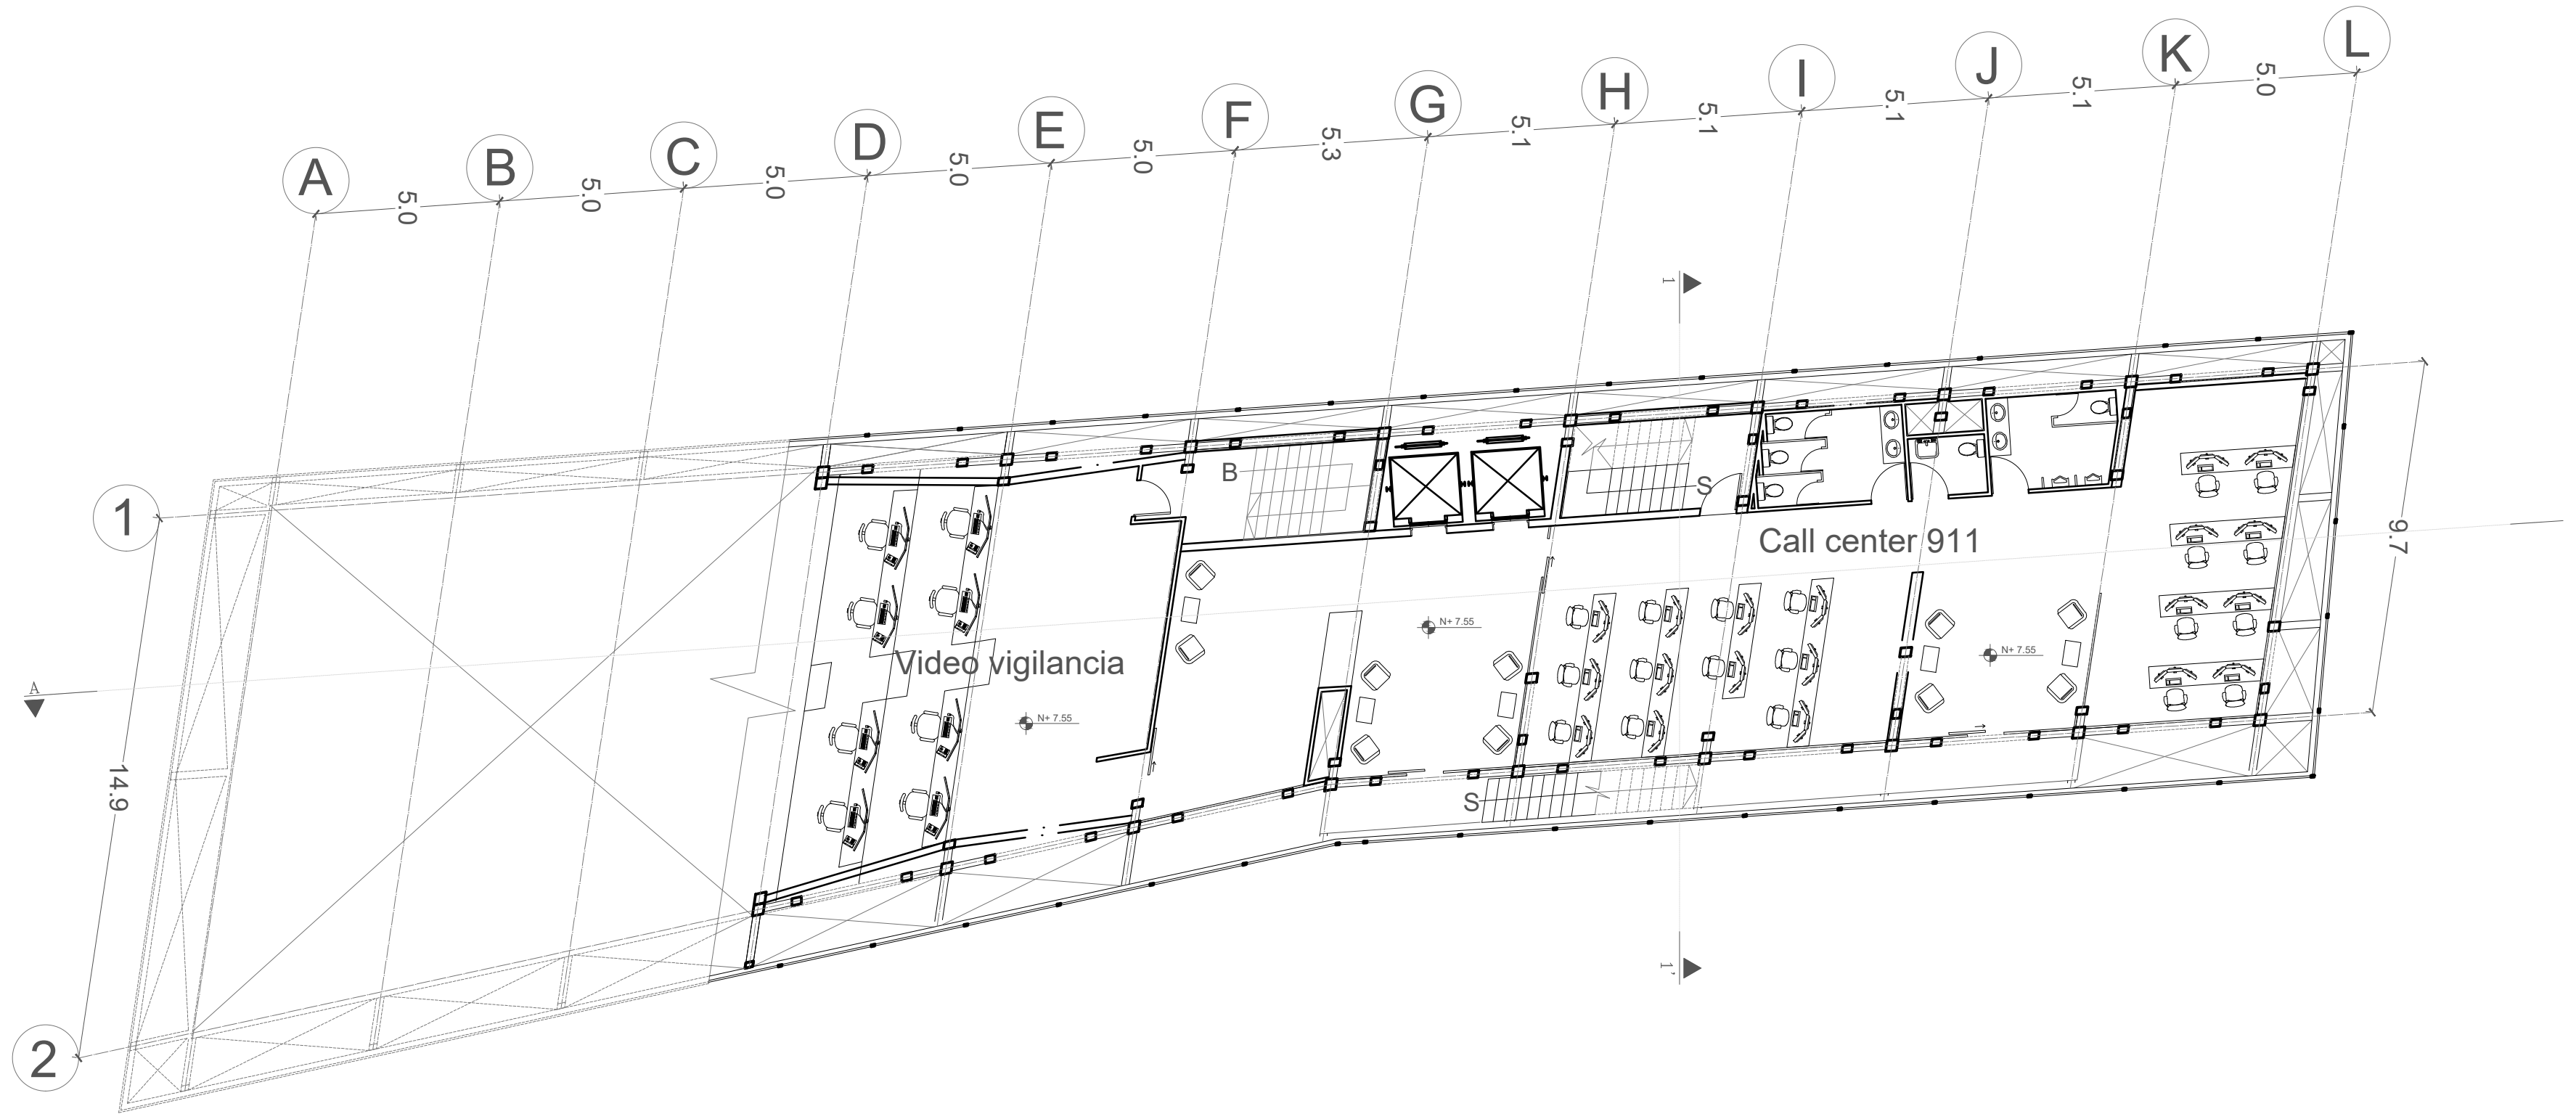 A B C D E F G H I J K L
5.0 5.0 5.0 5.0 5.0 5.3 5.1 5.1 5.1 5.1 5.0
1
1
B
S
Call center 911
9.7
N+ 7.55
N+ 7.55
Video vigilancia
A
N+ 7.55
14.9
S
1'
2